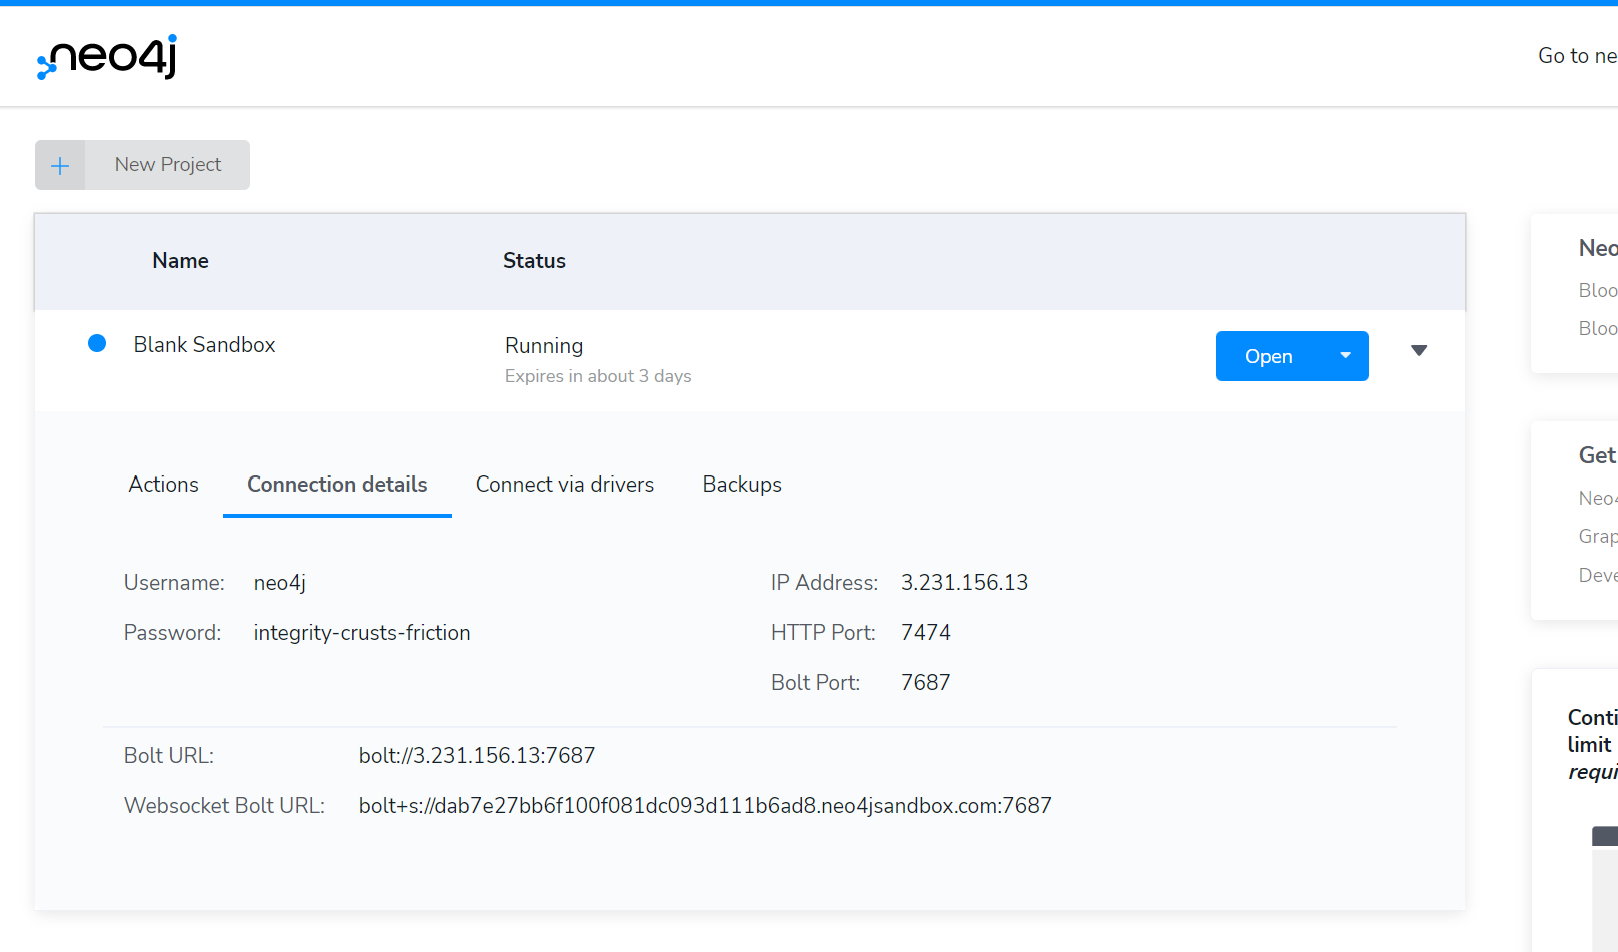 neo4j
Go to ne
+ New Project
Name Status
Blank Sandbox Running Open
Expires in about 3 days
Actions Connection details Connect via drivers Backups
Username: neo4j IP Address: 3.231.156.13
Password: integrity-crusts-friction HTTP Port: 7474
Bolt Port: 7687
Bolt URL: bolt://3.231.156.13:7687
Websocket Bolt URL: bolt+s://dab7e27bb6f100f081dc093d111b6ad8.neo4jsandbox.com:7687
Neo
Bloo
Bloo
Get
Neo4
Grap
Deve
Conti
limit
requi